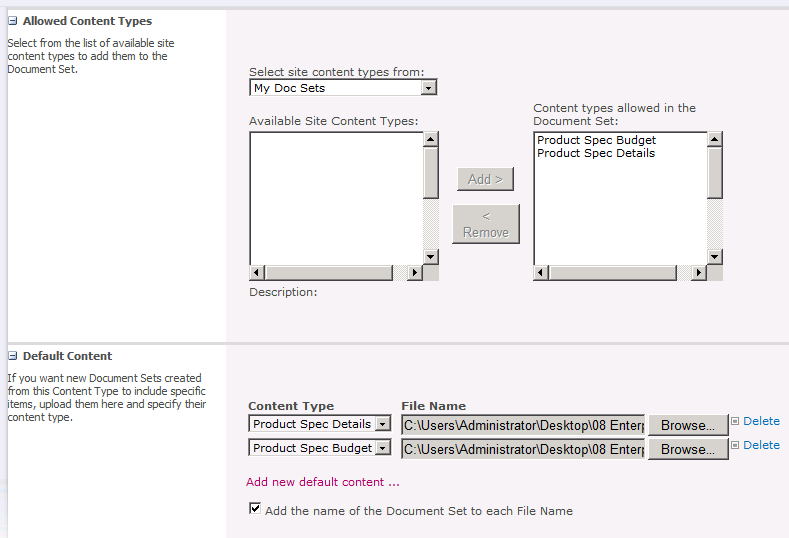 Allowed Content Types
Select from the list of available site
content types to add them to the
Document Set.
Select site content types from:
My Doc Sets
Available Site Content Types:
Content types allowed in the
Document Set:
Product Spec Budget
Product Spec Details
Add >
<
Remove
Description:
Default Content
If you want new Document Sets created
from this Content Type to include specific
items, upload them here and specify their
content type.
Content Type File Name
Product Spec Details C:\Users\Administrator\Desktop\08 Enterp Browse... Delete
Product Spec Budget C:\Users\Administrator\Desktop\08 Enterp Browse... Delete
Add new default content ...
Add the name of the Document Set to each File Name